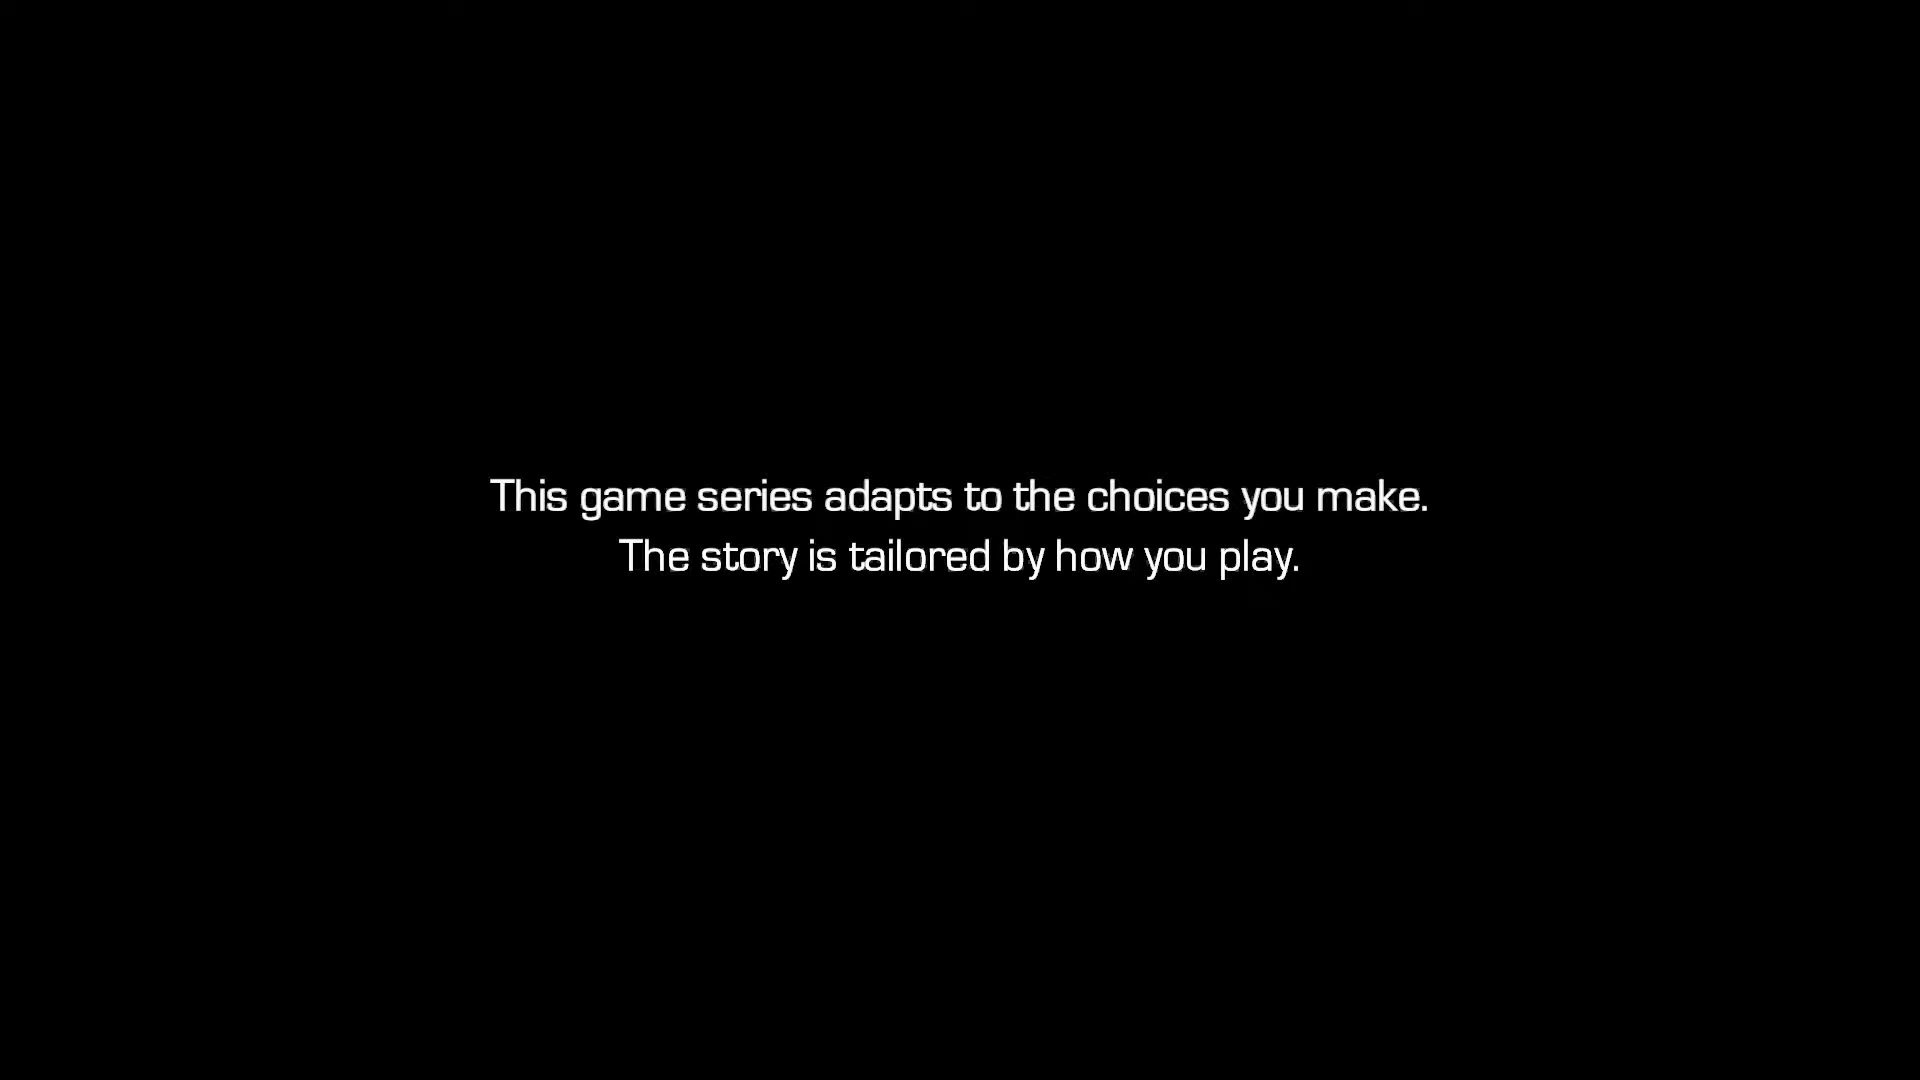 This game series adapts to the choices you make.
The story is tailored by how you play.